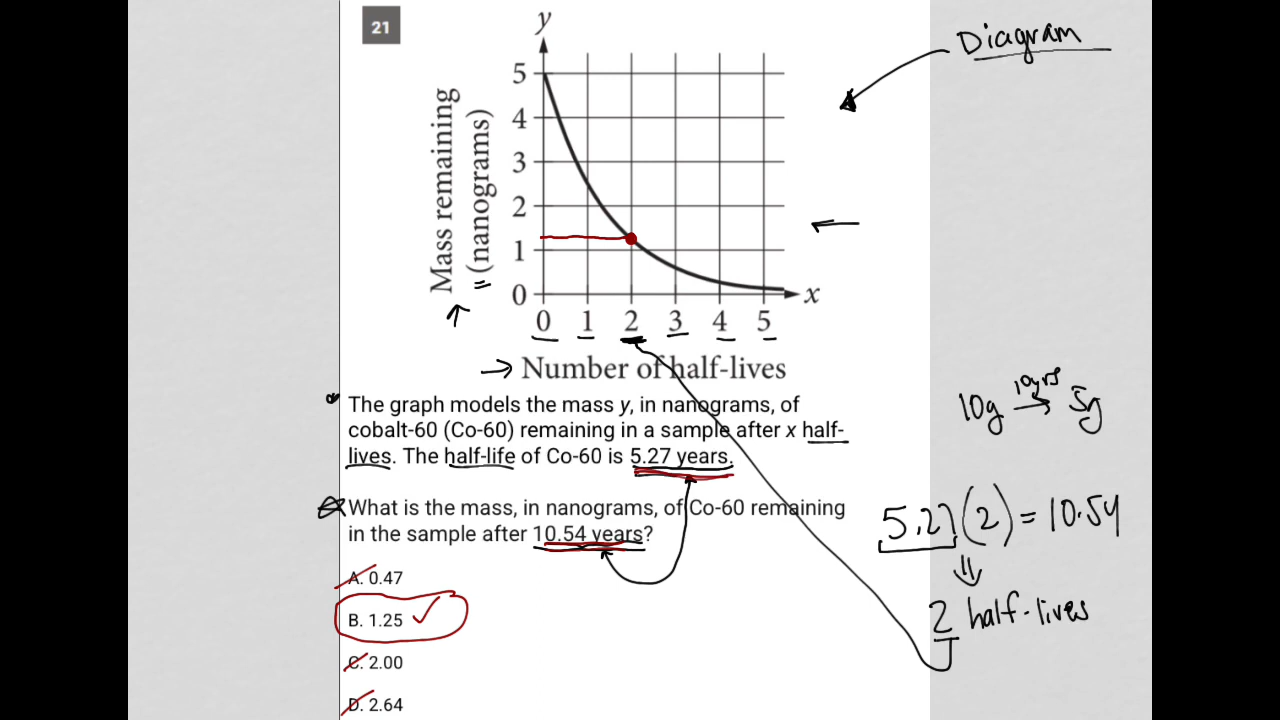 21
Diagram
y
5
4
3
2
1
0
Mass remaining
(nanograms)
x
0 1 2 3 4 5
Number of half-lives
The graph models the mass y, in nanograms, of
cobalt-60 (Co-60) remaining in a sample after x half-
lives. The half-life of Co-60 is 5.27 years.
10g 10yrs → 5g
What is the mass, in nanograms, of Co-60 remaining
in the sample after 10.54 years?
5.27(2) = 10.54
2 half-lives
A. 0.47
B. 1.25
C. 2.00
D. 2.64